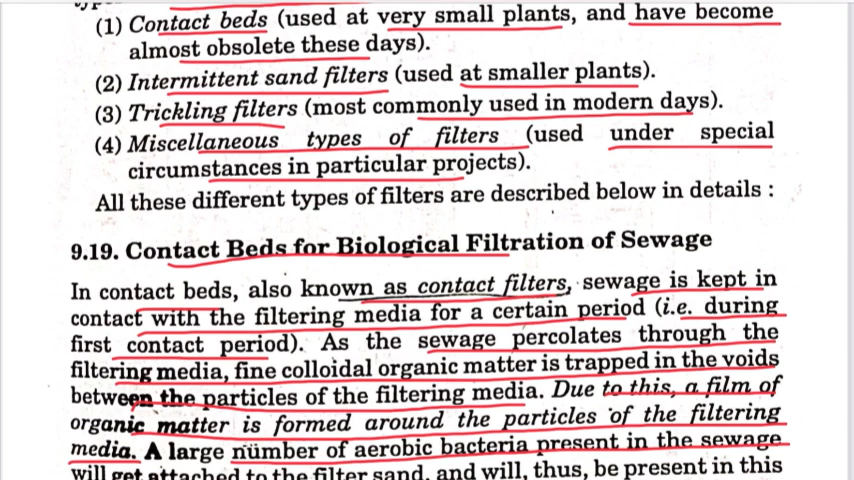 (1) Contact beds (used at very small plants, and have become
almost obsolete these days).
(2) Intermittent sand filters (used at smaller plants).
(3) Trickling filters (most commonly used in modern days).
(4) Miscellaneous types of filters (used under special
circumstances in particular projects).
All these different types of filters are described below in details :
9.19. Contact Beds for Biological Filtration of Sewage
In contact beds, also known as contact filters, sewage is kept in
contact with the filtering media for a certain period (i.e. during
first contact period). As the sewage percolates through the
filtering media, fine colloidal organic matter is trapped in the voids
between the particles of the filtering media. Due to this, a film of
organic matter is formed around the particles of the filtering
media. A large number of aerobic bacteria present in the sewage
will get attached to the filter sand, and will, thus, be present in this